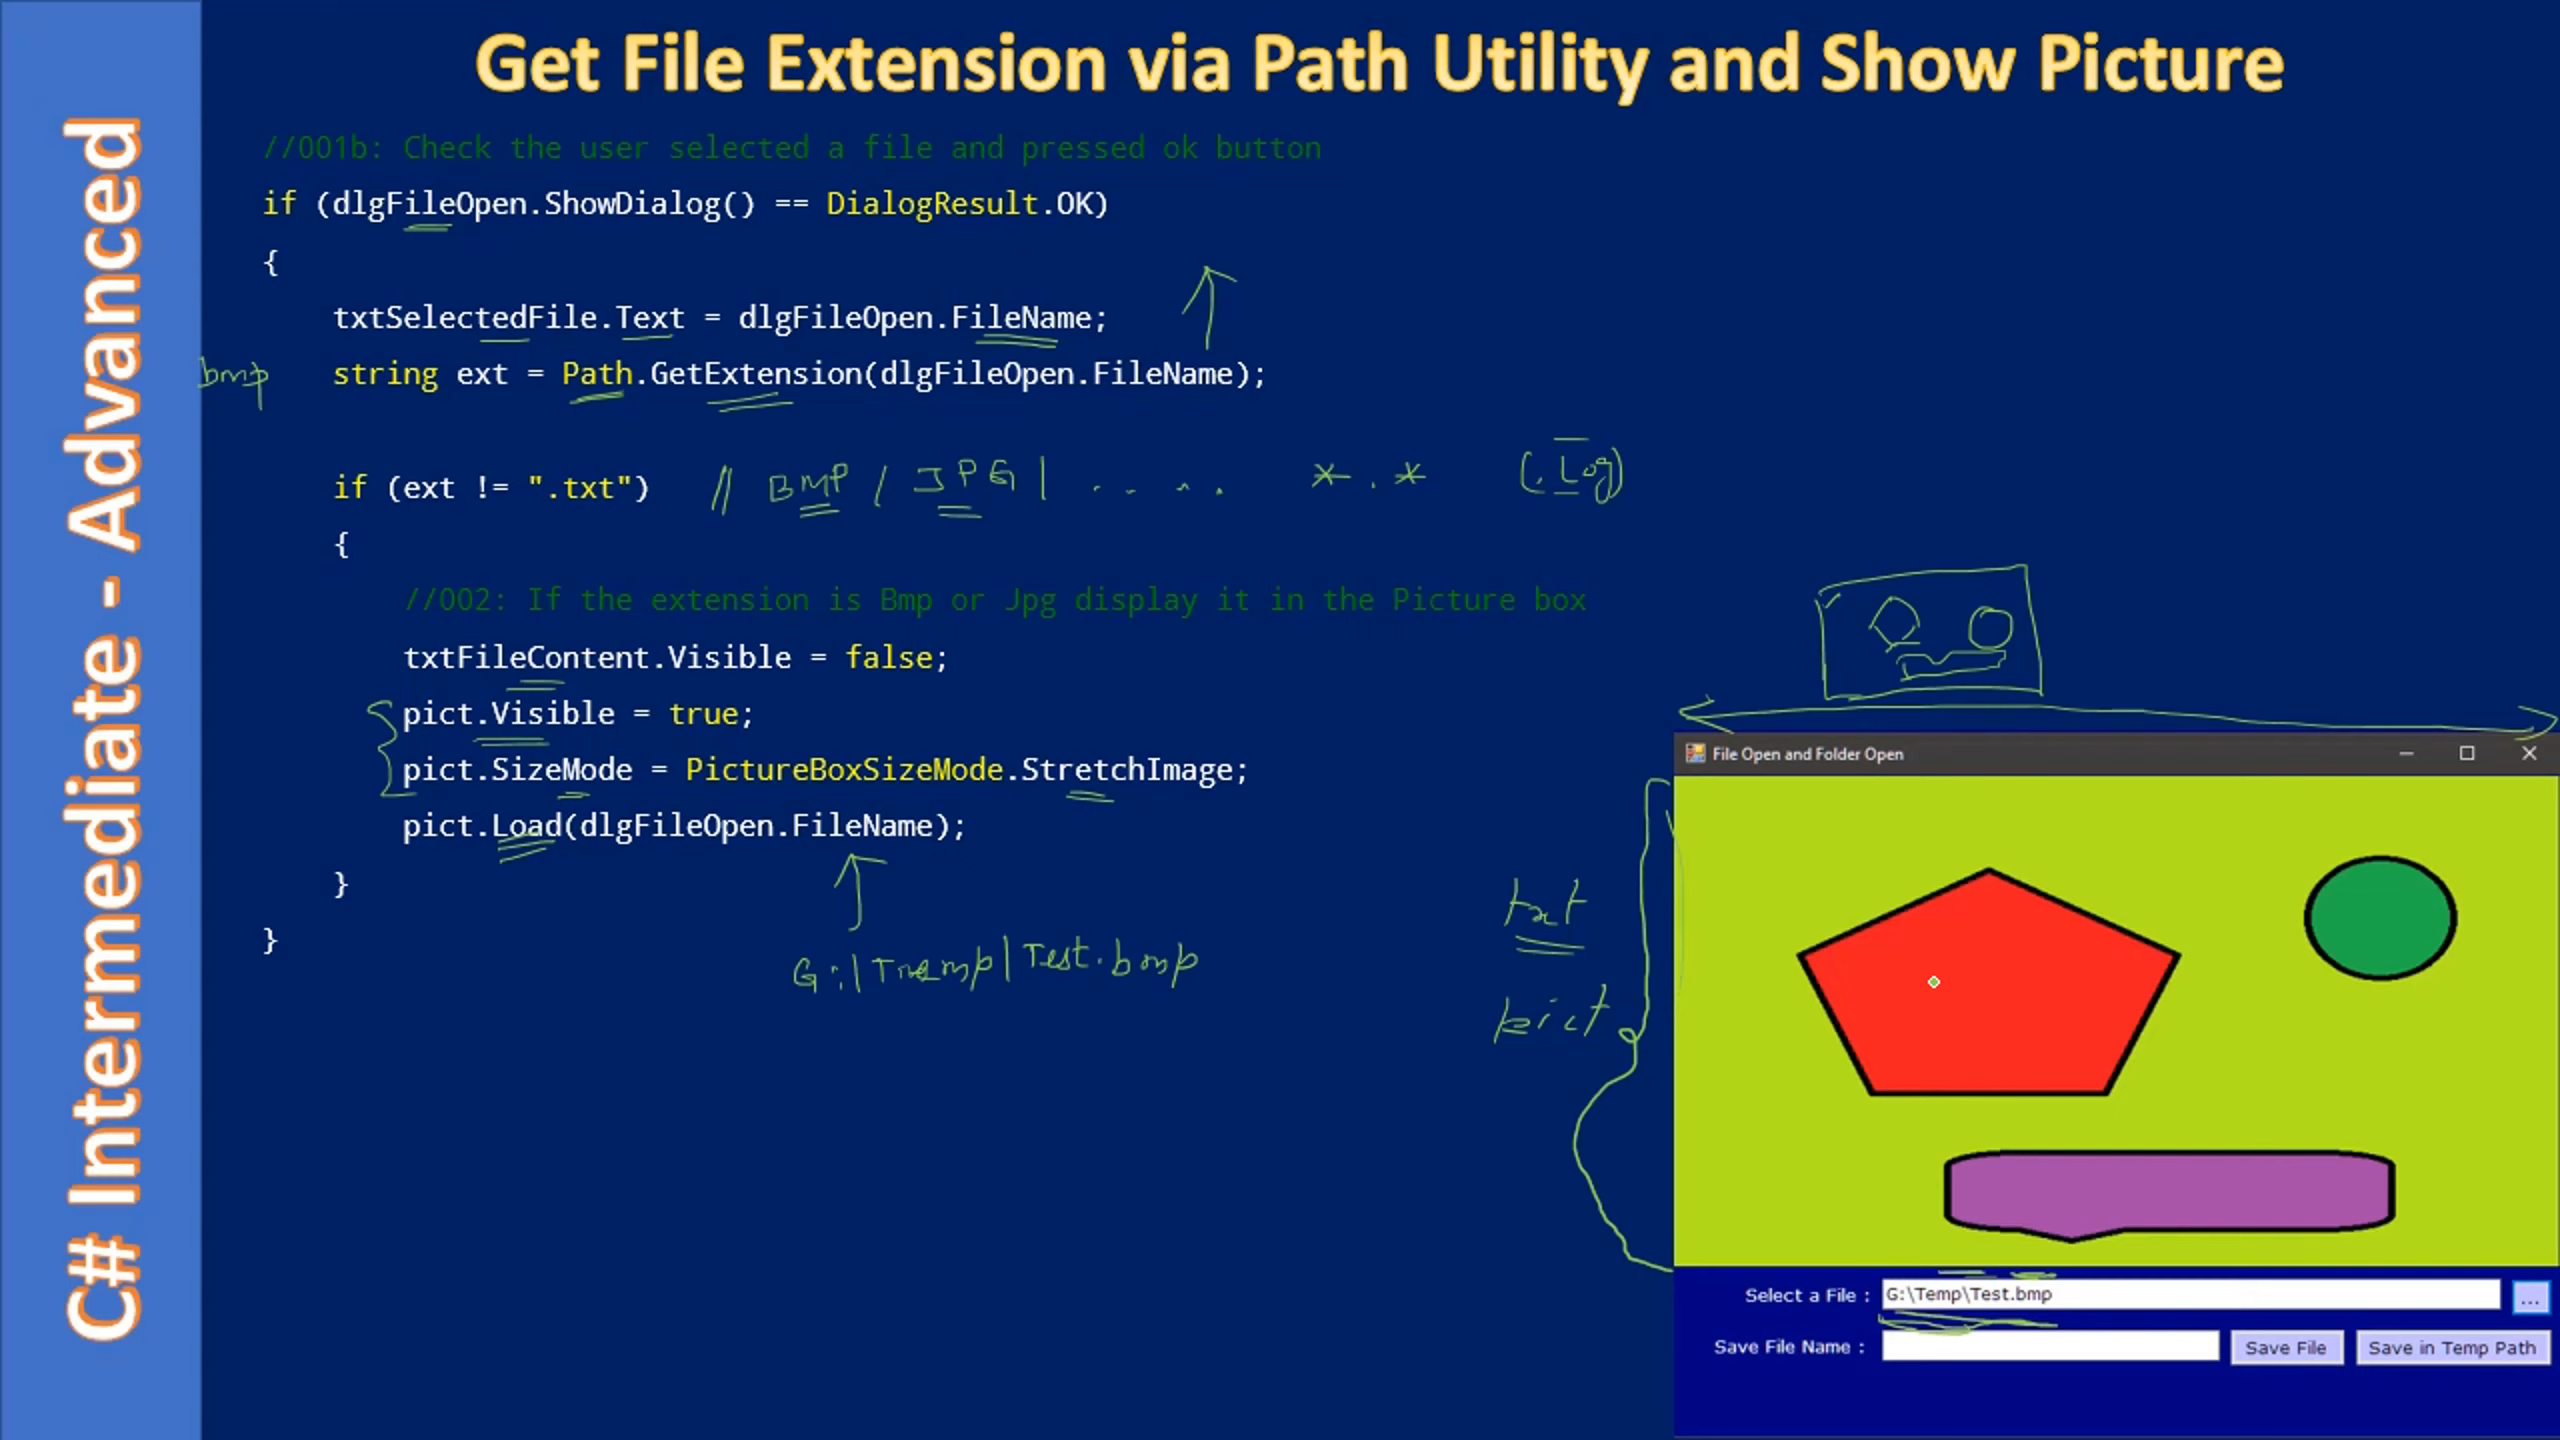 Get File Extension via Path Utility and Show Picture
C# Intermediate - Advanced
//001b: Check the user selected a file and pressed ok button
if (dlgFileOpen.ShowDialog() == DialogResult.OK)
{
txtSelectedFile.Text = dlgFileOpen.FileName;
bmp string ext = Path.GetExtension(dlgFileOpen.FileName);
if (ext != ".txt") // BMP / JPG | .... *.* (.Log)
{
//002: If the extension is Bmp or Jpg display it in the Picture box
txtFileContent.Visible = false;
pict.Visible = true;
pict.SizeMode = PictureBoxSizeMode.StretchImage;
pict.Load(dlgFileOpen.FileName);
}
}
Test.bmp
txt
pict
File Open and Folder Open
Select a File : G:\Temp\Test.bmp ...
Save File Name : Save File Save in Temp Path